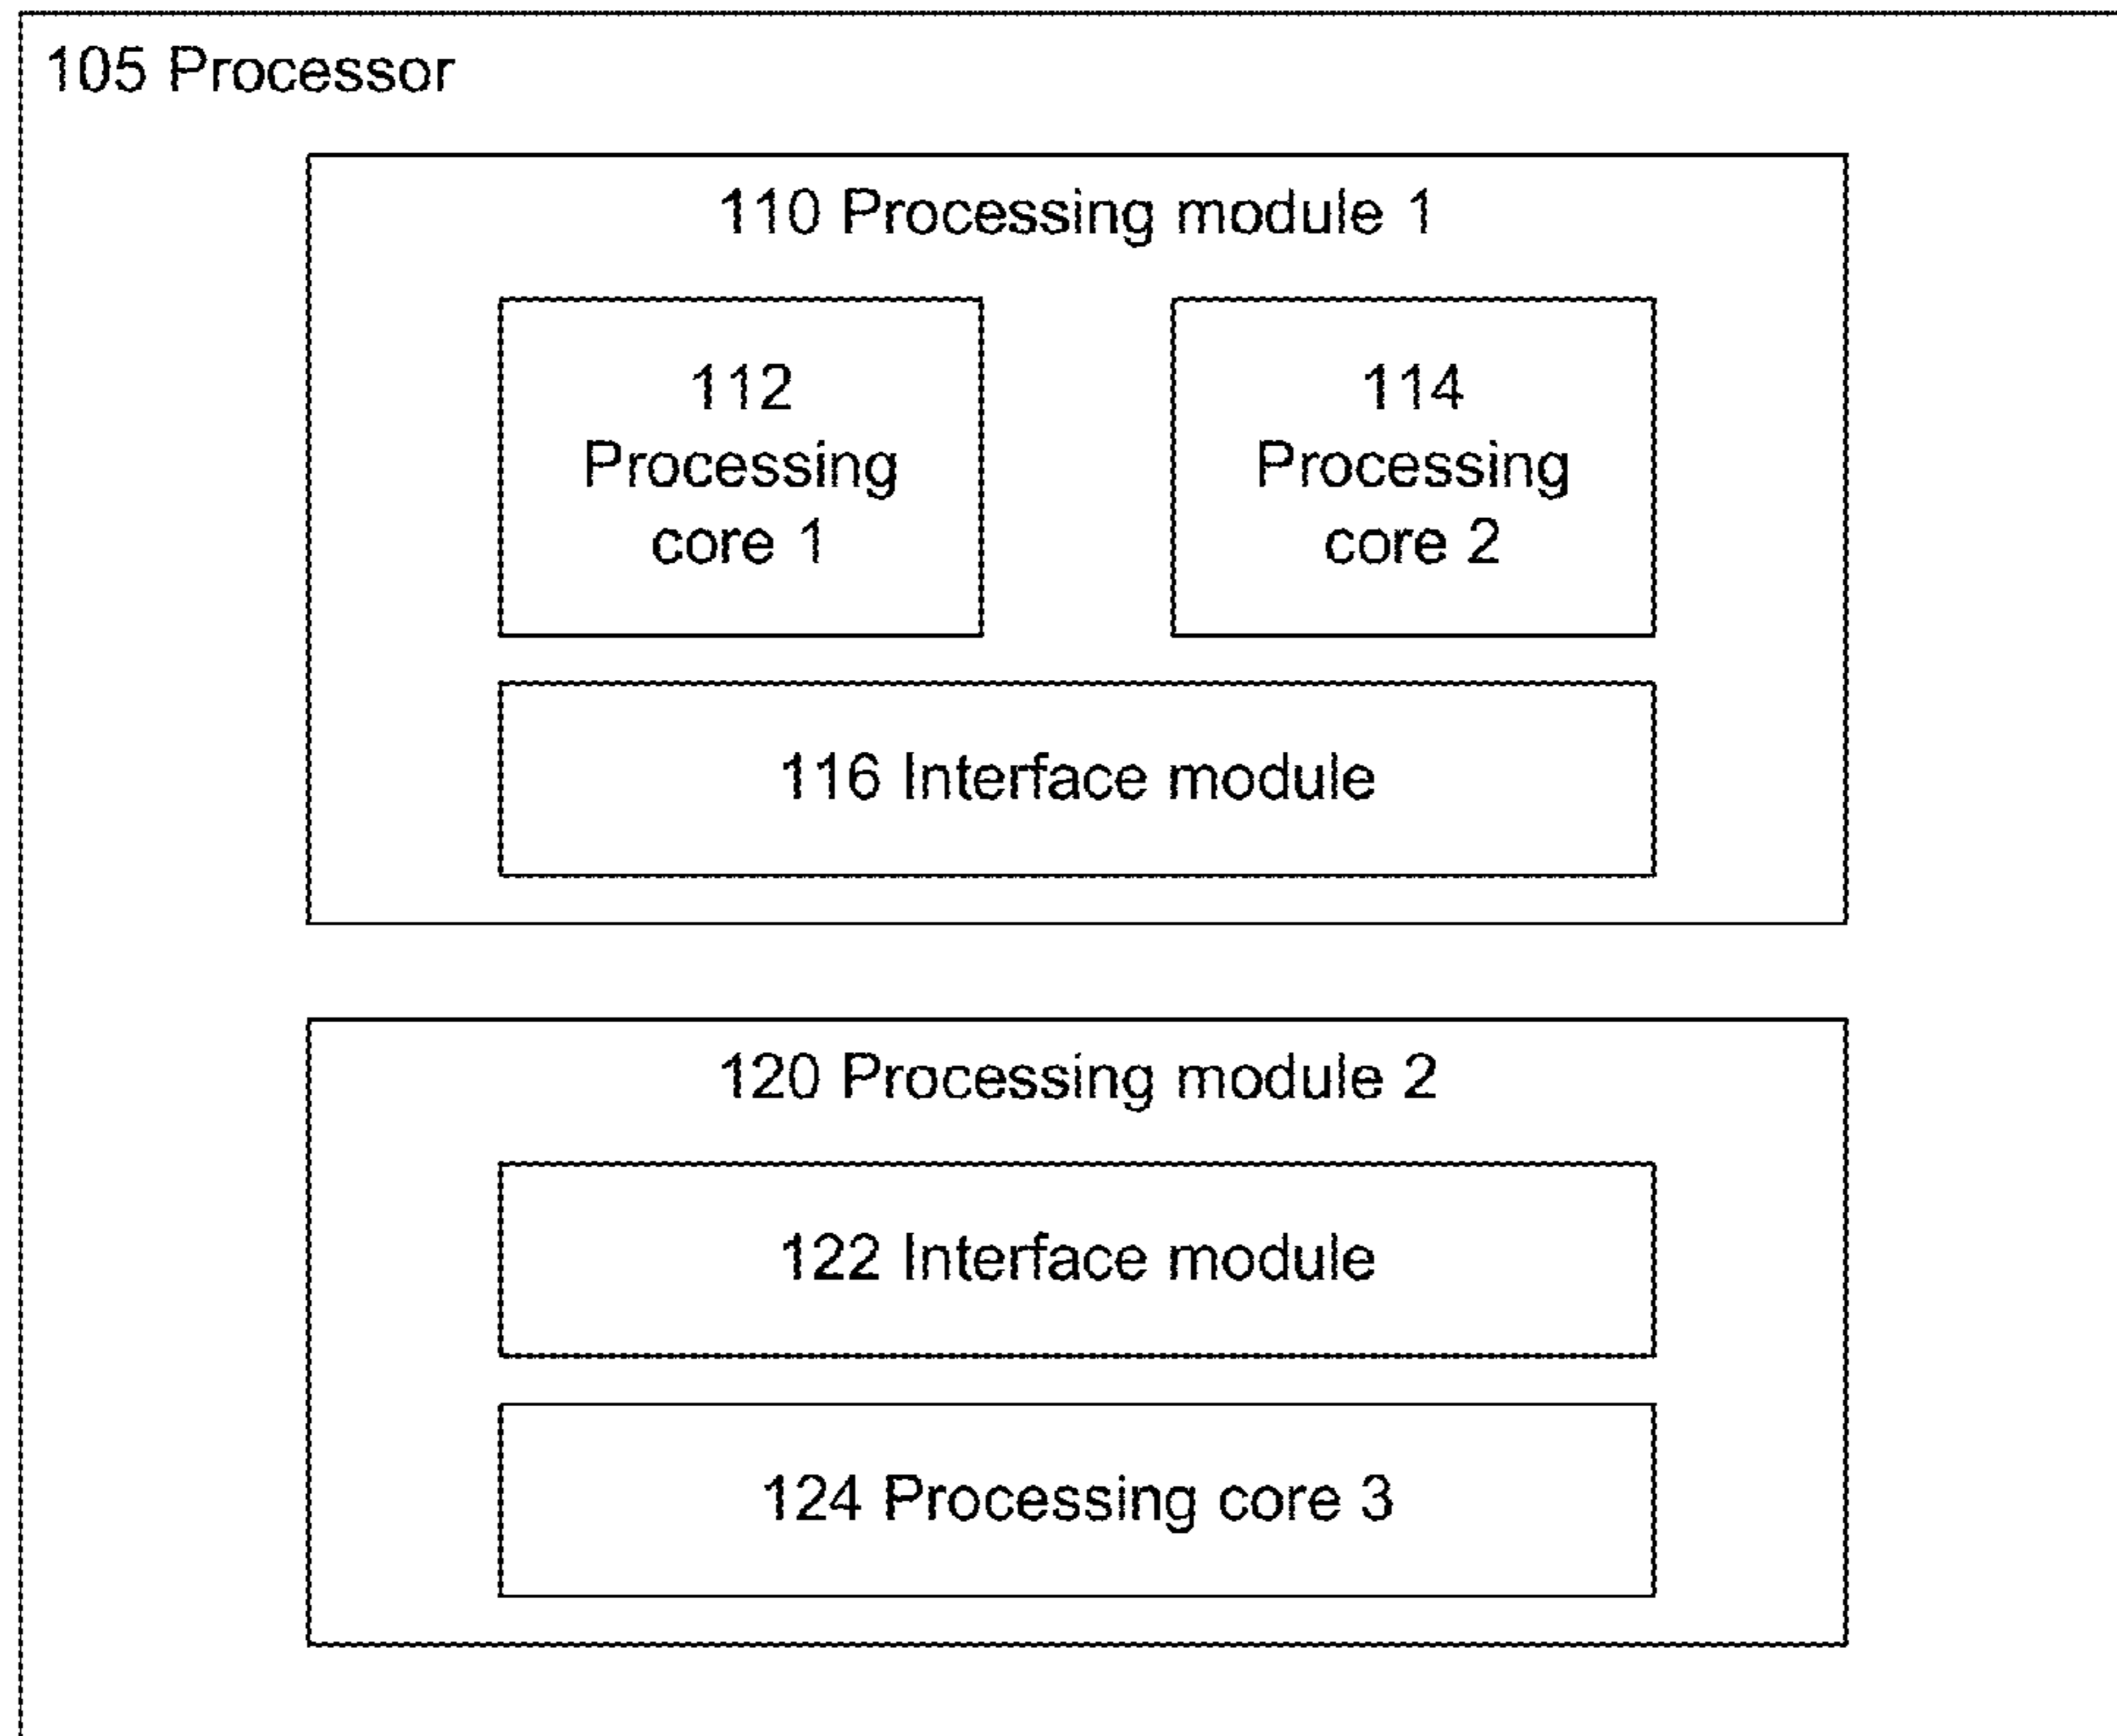 105 Processor
110 Processing module 1
112
Processing
core 1
114
Processing
core 2
116 Interface module
120 Processing module 2
122 Interface module
124 Processing core 3